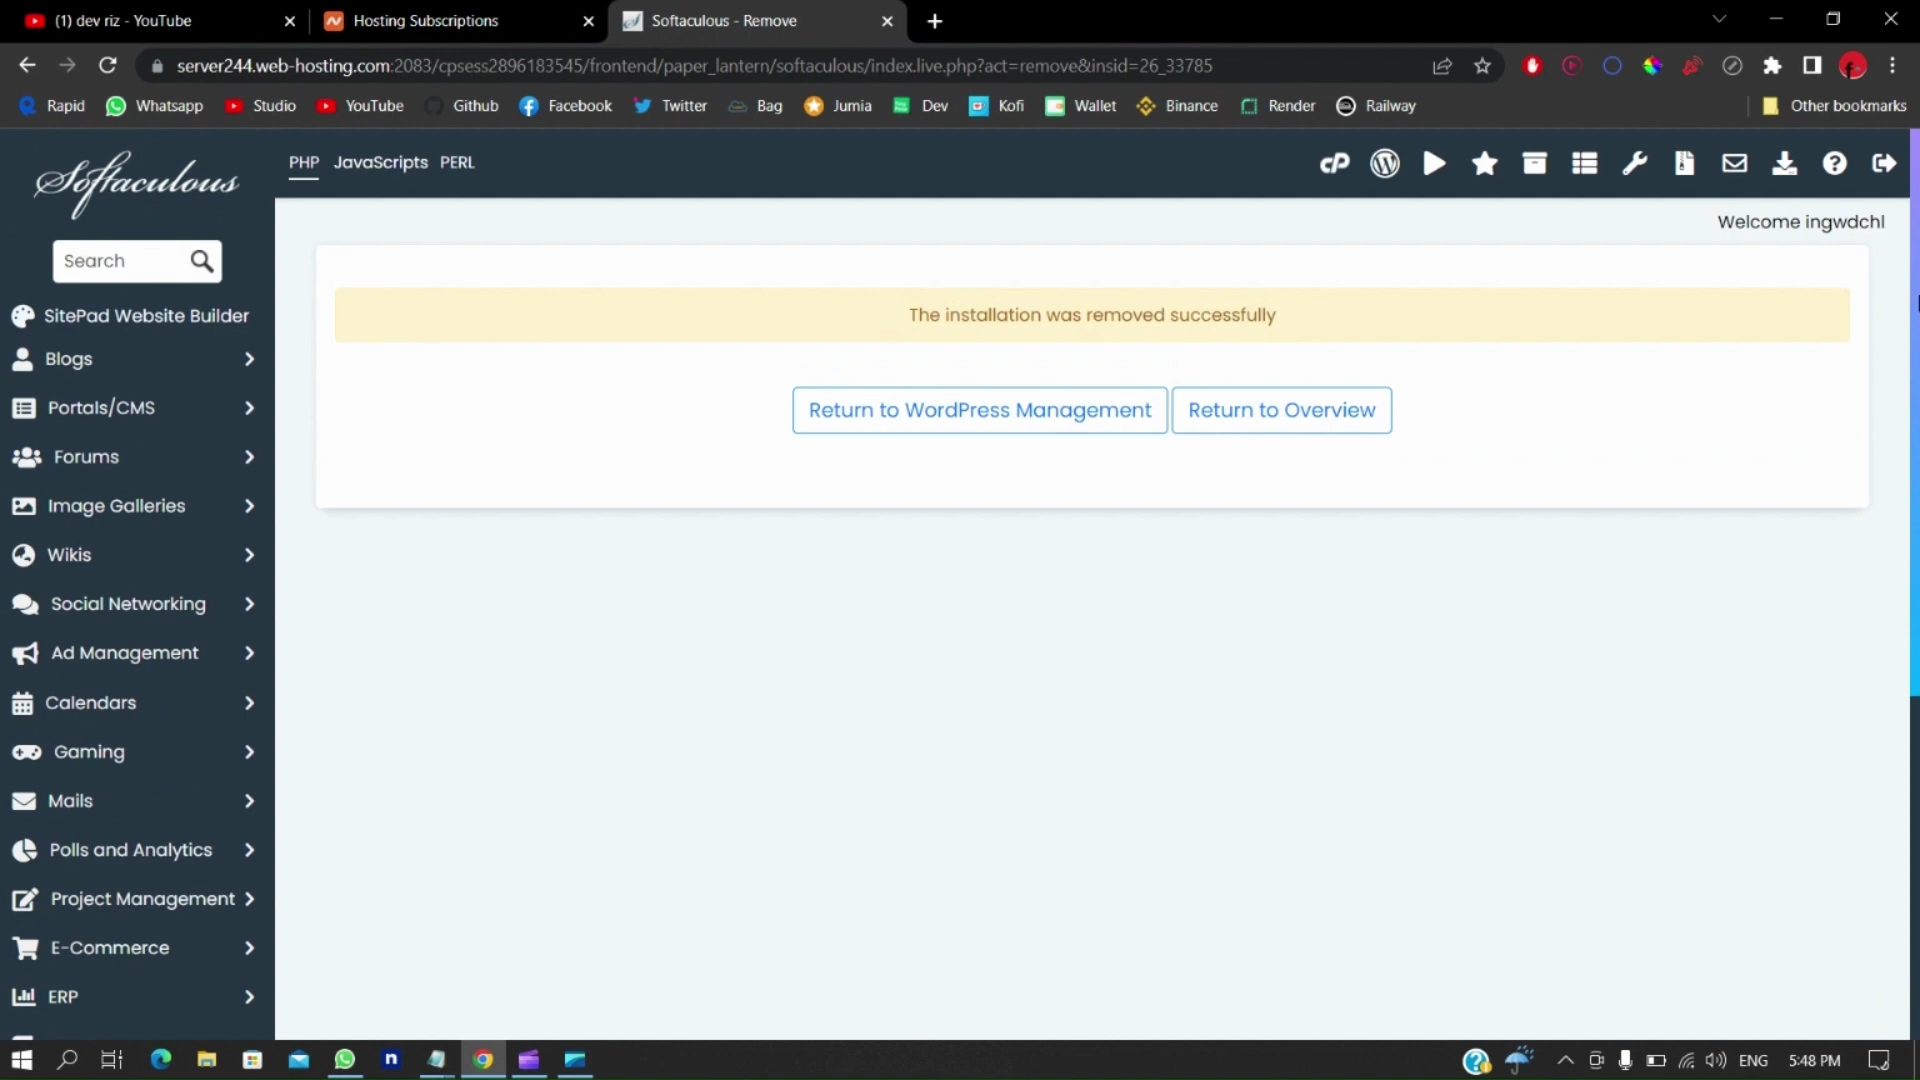 (1) dev riz - YouTube
Hosting Subscriptions
Softaculous - Remove
server244.web-hosting.com:2083/cpsess2896183545/frontend/paper_lantern/softaculous/index.live.php?act=remove&insid=26_33785
Rapid
Whatsapp
Studio
YouTube
Github
Facebook
Twitter
Bag
Jumia
Dev
Kofi
Wallet
Binance
Render
Railway
Other bookmarks
Softaculous
PHP JavaScripts PERL
cP
Welcome ingwdchl
Search
SitePad Website Builder
Blogs
Portals/CMS
Forums
Image Galleries
Wikis
Social Networking
Ad Management
Calendars
Gaming
Mails
Polls and Analytics
Project Management
E-Commerce
ERP
The installation was removed successfully
Return to WordPress Management
Return to Overview
n
ENG
5:48 PM